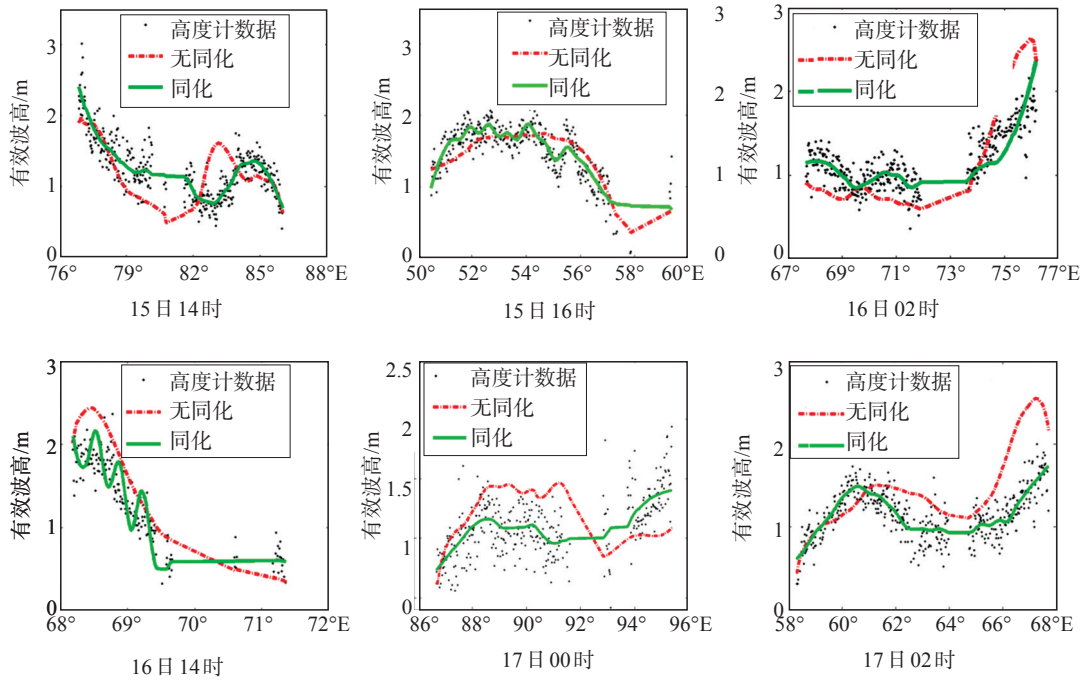 3
2
1
0
有效波高/m
高度计数据
无同化
同化
76°
79°
82°
85°
88°E
15日14时
3
2
1
0
有效波高/m
高度计数据
无同化
同化
50°
52°
54°
56°
58°
60°E
15日16时
3
2
1
0
3
2
1
0
有效波高/m
高度计数据
无同化
同化
67°
69°
71°
73°
75°
77°E
16日02时
3
2
1
0
有效波高/m
高度计数据
无同化
同化
68°
69°
70°
71°
72°E
16日14时
2.5
2
1.5
1
0
有效波高/m
高度计数据
无同化
同化
86°
88°
90°
92°
94°
96°E
17日00时
3
2
1
0
有效波高/m
高度计数据
无同化
同化
58°
60°
62°
64°
66°
68°E
17日02时